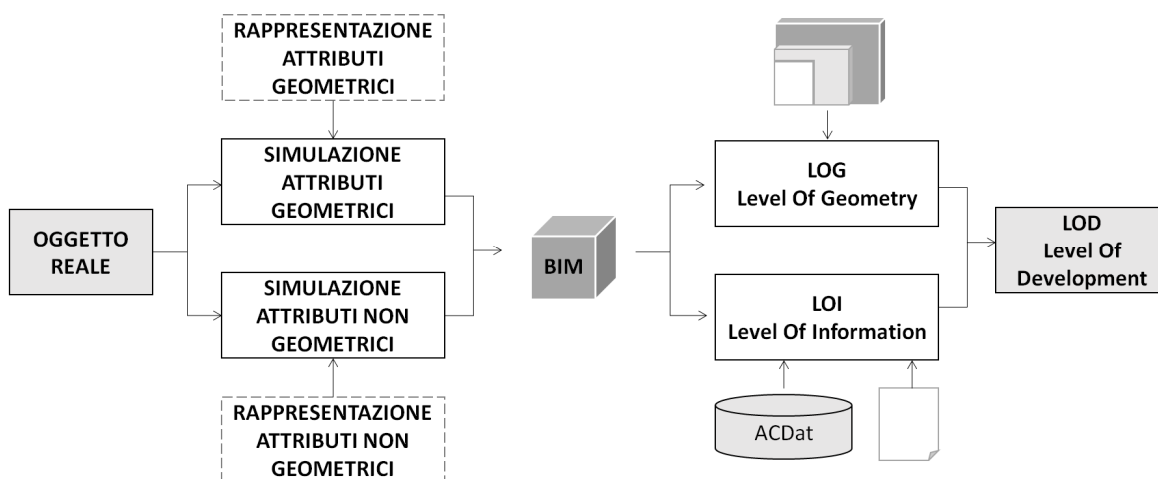 RAPPRESENTAZIONE
ATTRIBUTI
GEOMETRICI
SIMULAZIONE
ATTRIBUTI
GEOMETRICI
OGGETTO
REALE
SIMULAZIONE
ATTRIBUTI NON
GEOMETRICI
RAPPRESENTAZIONE
ATTRIBUTI NON
GEOMETRICI
BIM
LOG
Level Of Geometry
LOI
Level Of Information
ACDat
LOD
Level Of
Development